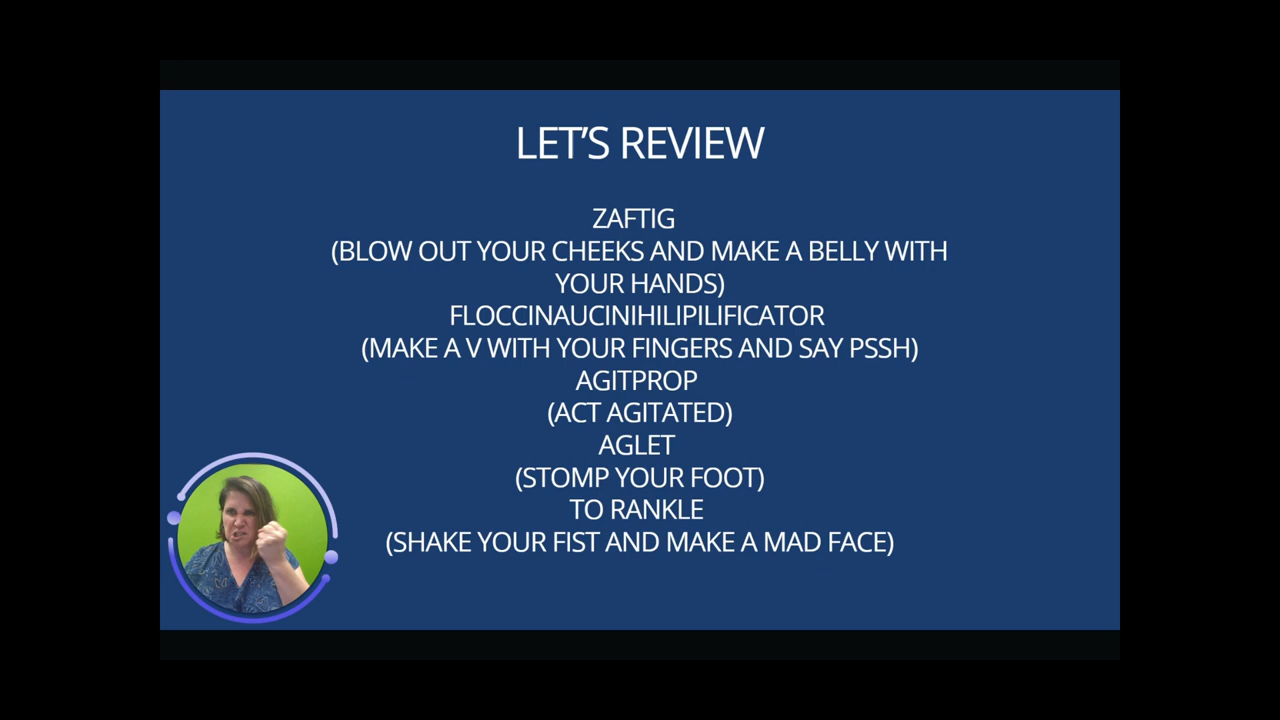 LET'S REVIEW
ZAFTIG
(BLOW OUT YOUR CHEEKS AND MAKE A BELLY WITH
YOUR HANDS)
FLOCCINAUCINIHILIPILIFICATOR
(MAKE A V WITH YOUR FINGERS AND SAY PSSH)
AGITPROP
(ACT AGITATED)
AGLET
(STOMP YOUR FOOT)
TO RANKLE
(SHAKE YOUR FIST AND MAKE A MAD FACE)